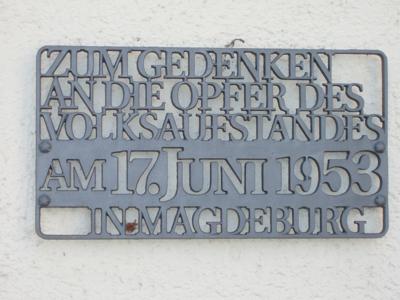 ZUM GEDENKEN
AN DIE OPFER DES
VOLKSAUFSTANDES
AM 17. JUNI 1953
IN MAGDEBURG